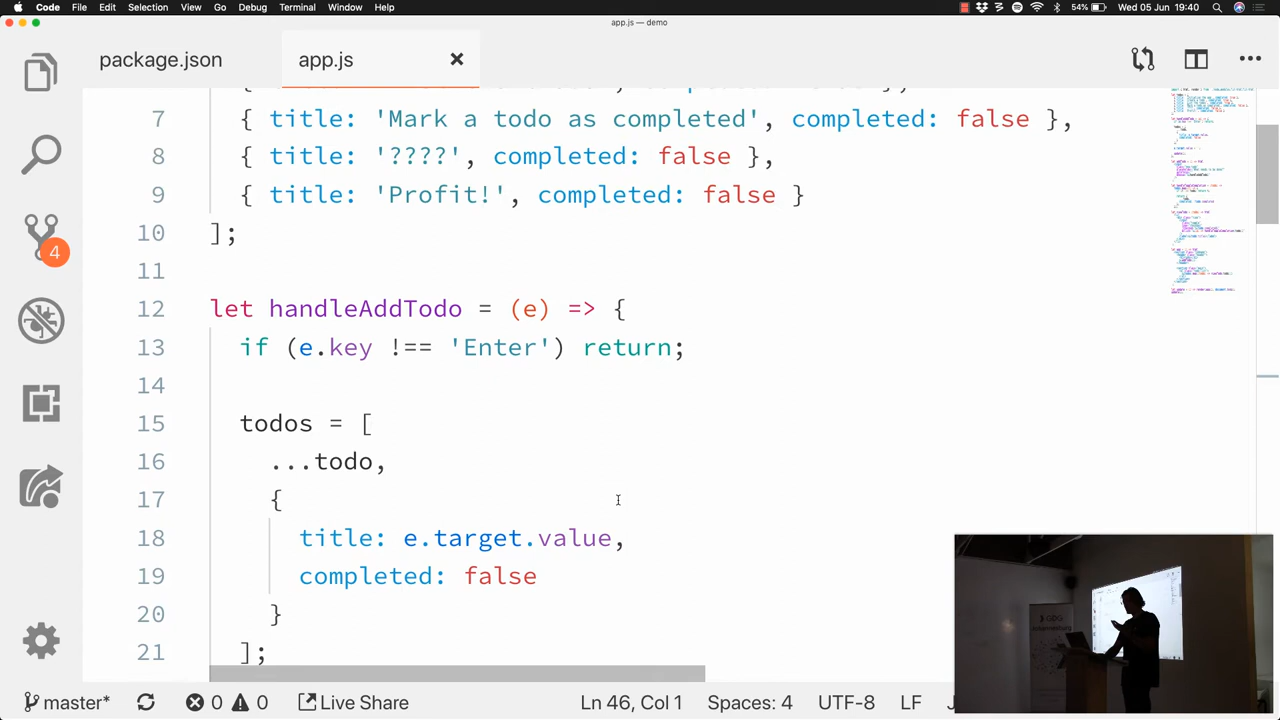 Code File Edit Selection View Go Debug Terminal Window Help 54% Wed 05 Jun 19:40
app.js — demo
package.json app.js
7 { title: 'Mark a todo as completed', completed: false },
8 { title: '????', completed: false },
9 { title: 'Profit!', completed: false }
10 ];
11
12 let handleAddTodo = (e) => {
13 if (e.key !== 'Enter') return;
14
15 todos = [
16 ...todo,
17 {
18 title: e.target.value,
19 completed: false
20 }
21 ];
4
master* 0 0 Live Share Ln 46, Col 1 Spaces: 4 UTF-8 LF